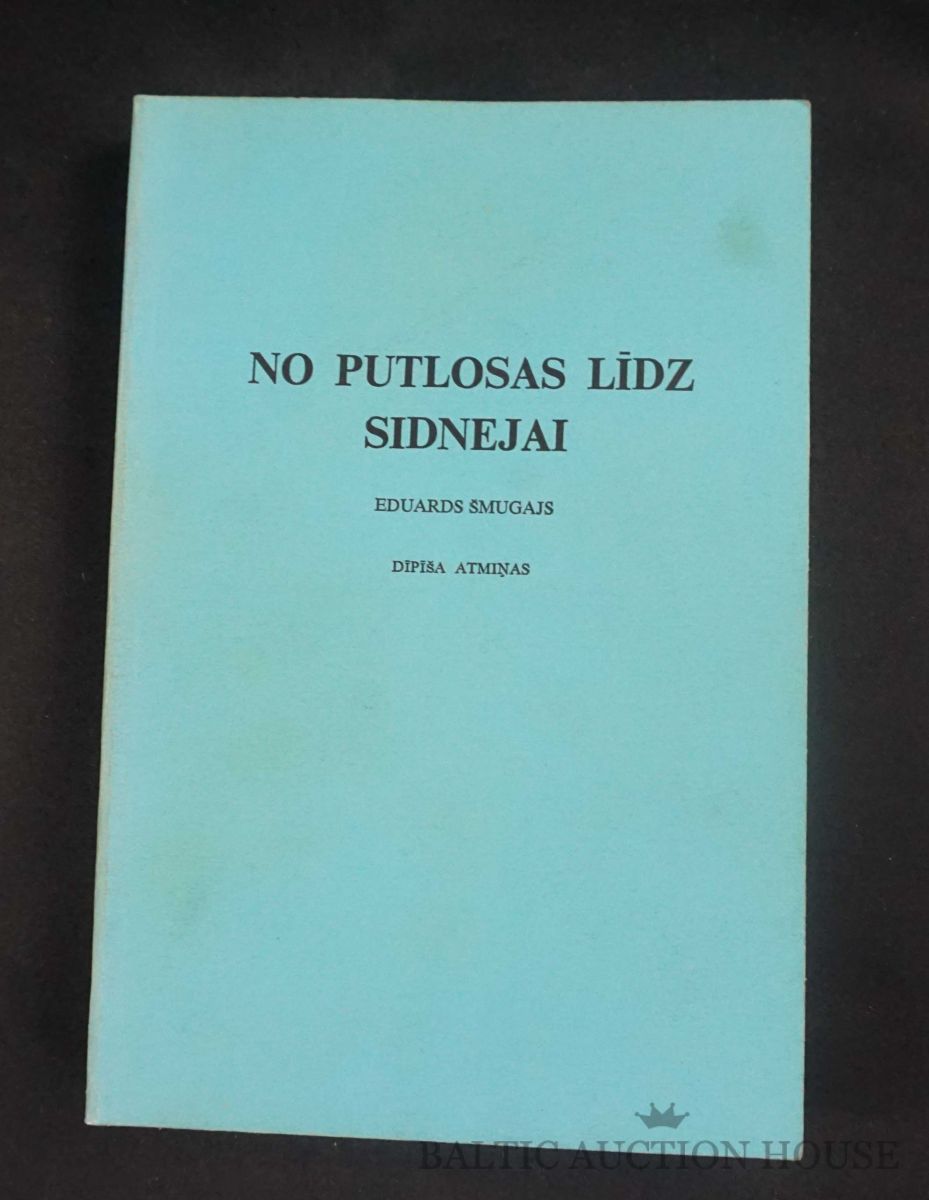 NO PUTLOSAS LĪDZ
SIDNEJAI
EDUARDS ŠMUGAJS
DĪPĪŠA ATMIŅAS
BALTIC AUCTION HOUSE